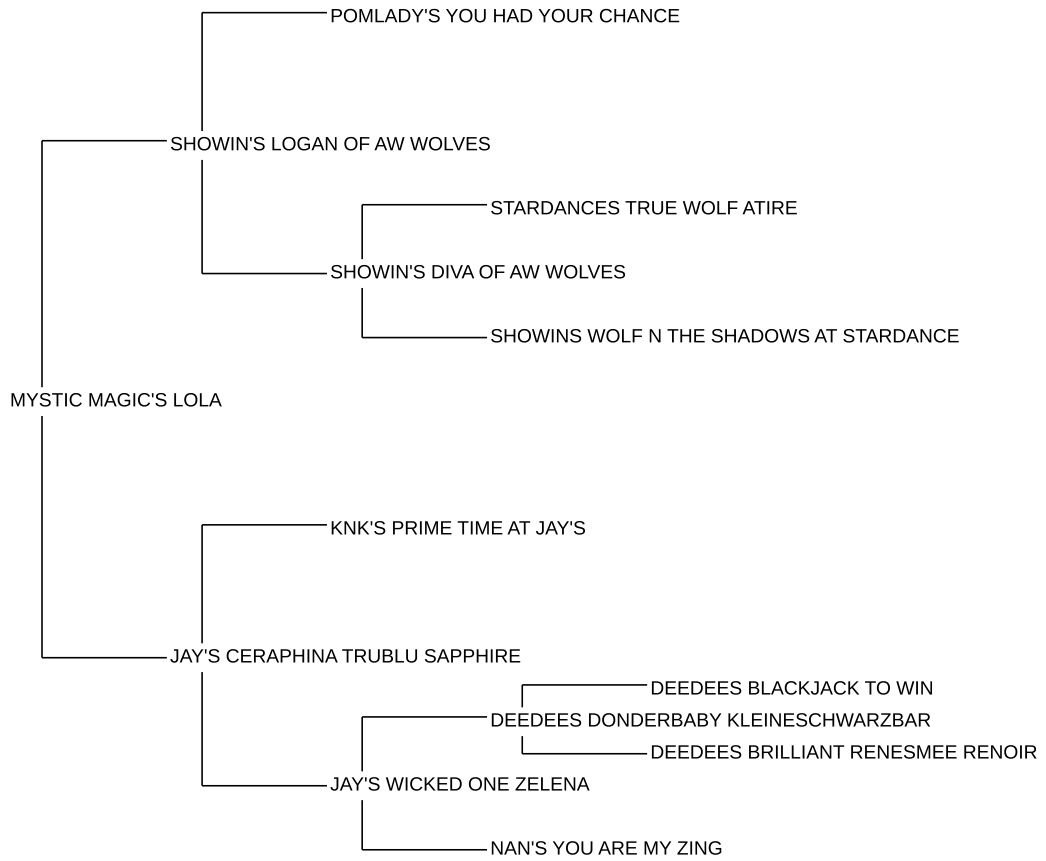 POMLADY'S YOU HAD YOUR CHANCE
SHOWIN'S LOGAN OF AW WOLVES
STARDANCES TRUE WOLF ATIRE
SHOWIN'S DIVA OF AW WOLVES
SHOWINS WOLF N THE SHADOWS AT STARDANCE
MYSTIC MAGIC'S LOLA
KNK'S PRIME TIME AT JAY'S
JAY'S CERAPHINA TRUBLU SAPPHIRE
DEEDEES BLACKJACK TO WIN
DEEDEES DONDERBABY KLEINESCHWARZBAR
DEEDEES BRILLIANT RENESMEE RENOIR
JAY'S WICKED ONE ZELENA
NAN'S YOU ARE MY ZING